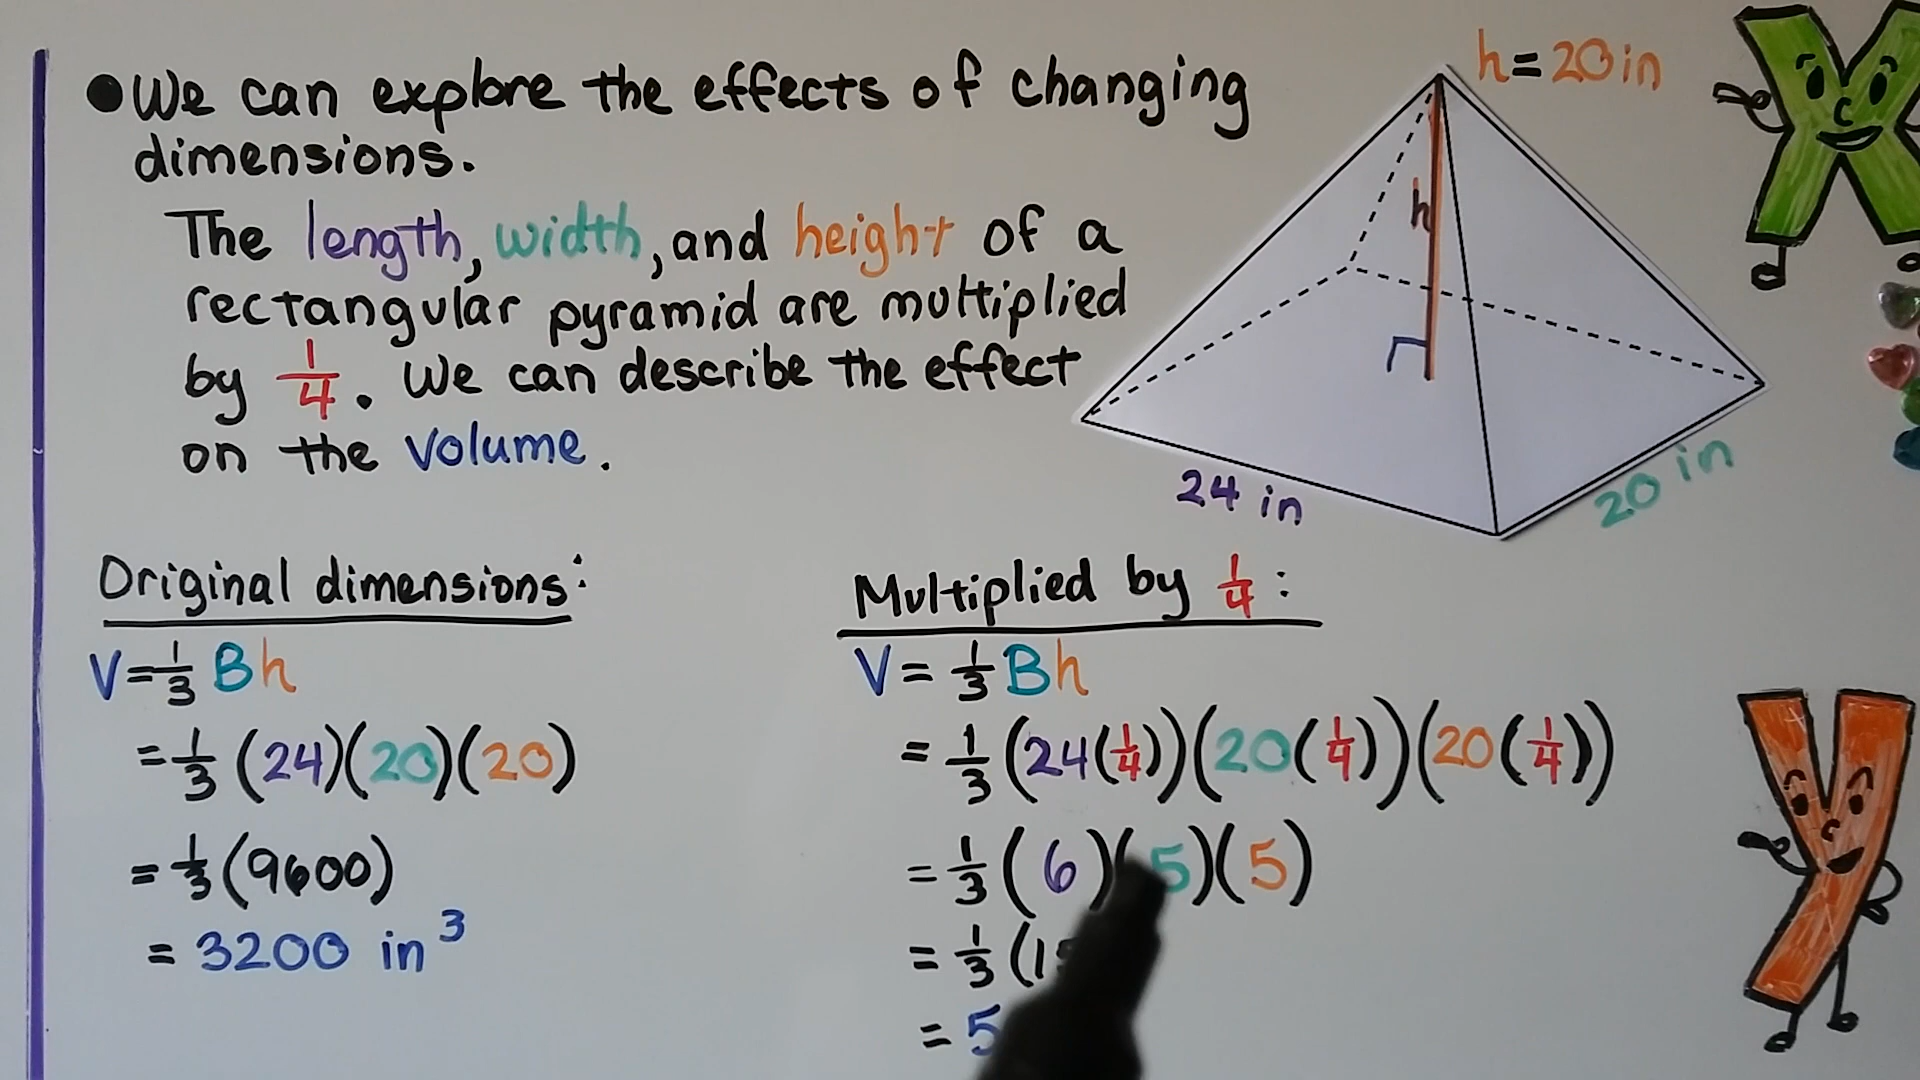 • We can explore the effects of changing
dimensions.
The length, width, and height of a
rectangular pyramid are multiplied
by 1/4. We can describe the effect
on the volume.
h=20in
h
24 in
20 in
Original dimensions:
V=1/3 Bh
=1/3 (24)(20)(20)
=1/3 (9600)
= 3200 in³
Multiplied by 1/4:
V= 1/3 Bh
= 1/3 (24(1/4))(20(1/4))(20(1/4))
= 1/3 (6)(5)(5)
= 1/3 (1
= 5